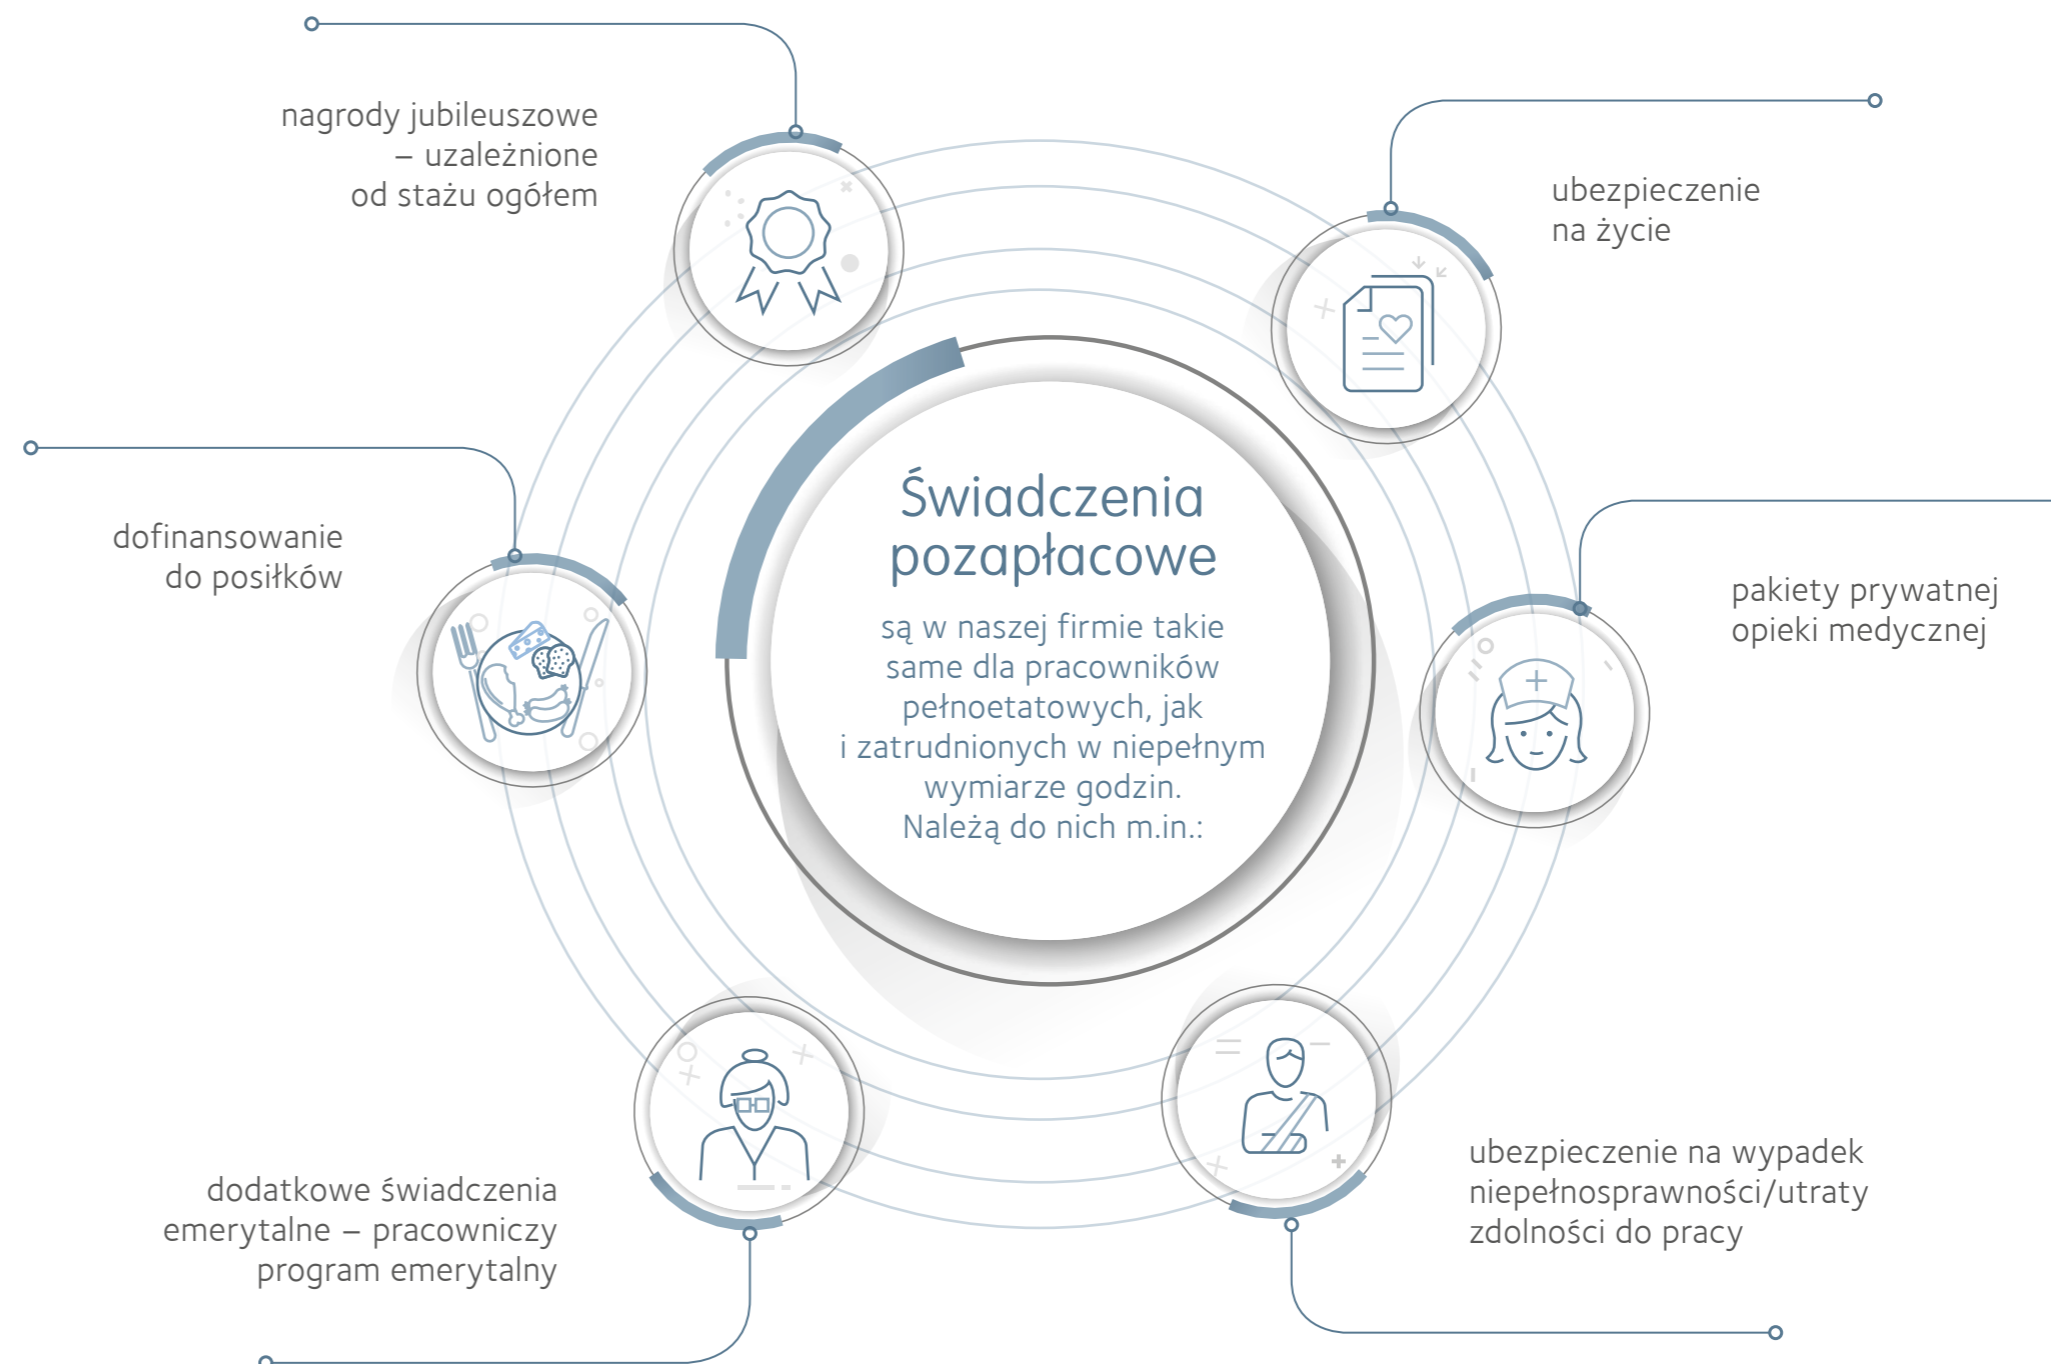 Świadczenia
pozapłacowe
są w naszej firmie takie
same dla pracowników
pełnoetatowych, jak
i zatrudnionych w niepełnym
wymiarze godzin.
Należą do nich m.in.:
nagrody jubileuszowe
– uzależnione
od stażu ogółem
ubezpieczenie
na życie
dofinansowanie
do posiłków
pakiety prywatnej
opieki medycznej
dodatkowe świadczenia
emerytalne – pracowniczy
program emerytalny
ubezpieczenie na wypadek
niepełnosprawności/utraty
zdolności do pracy